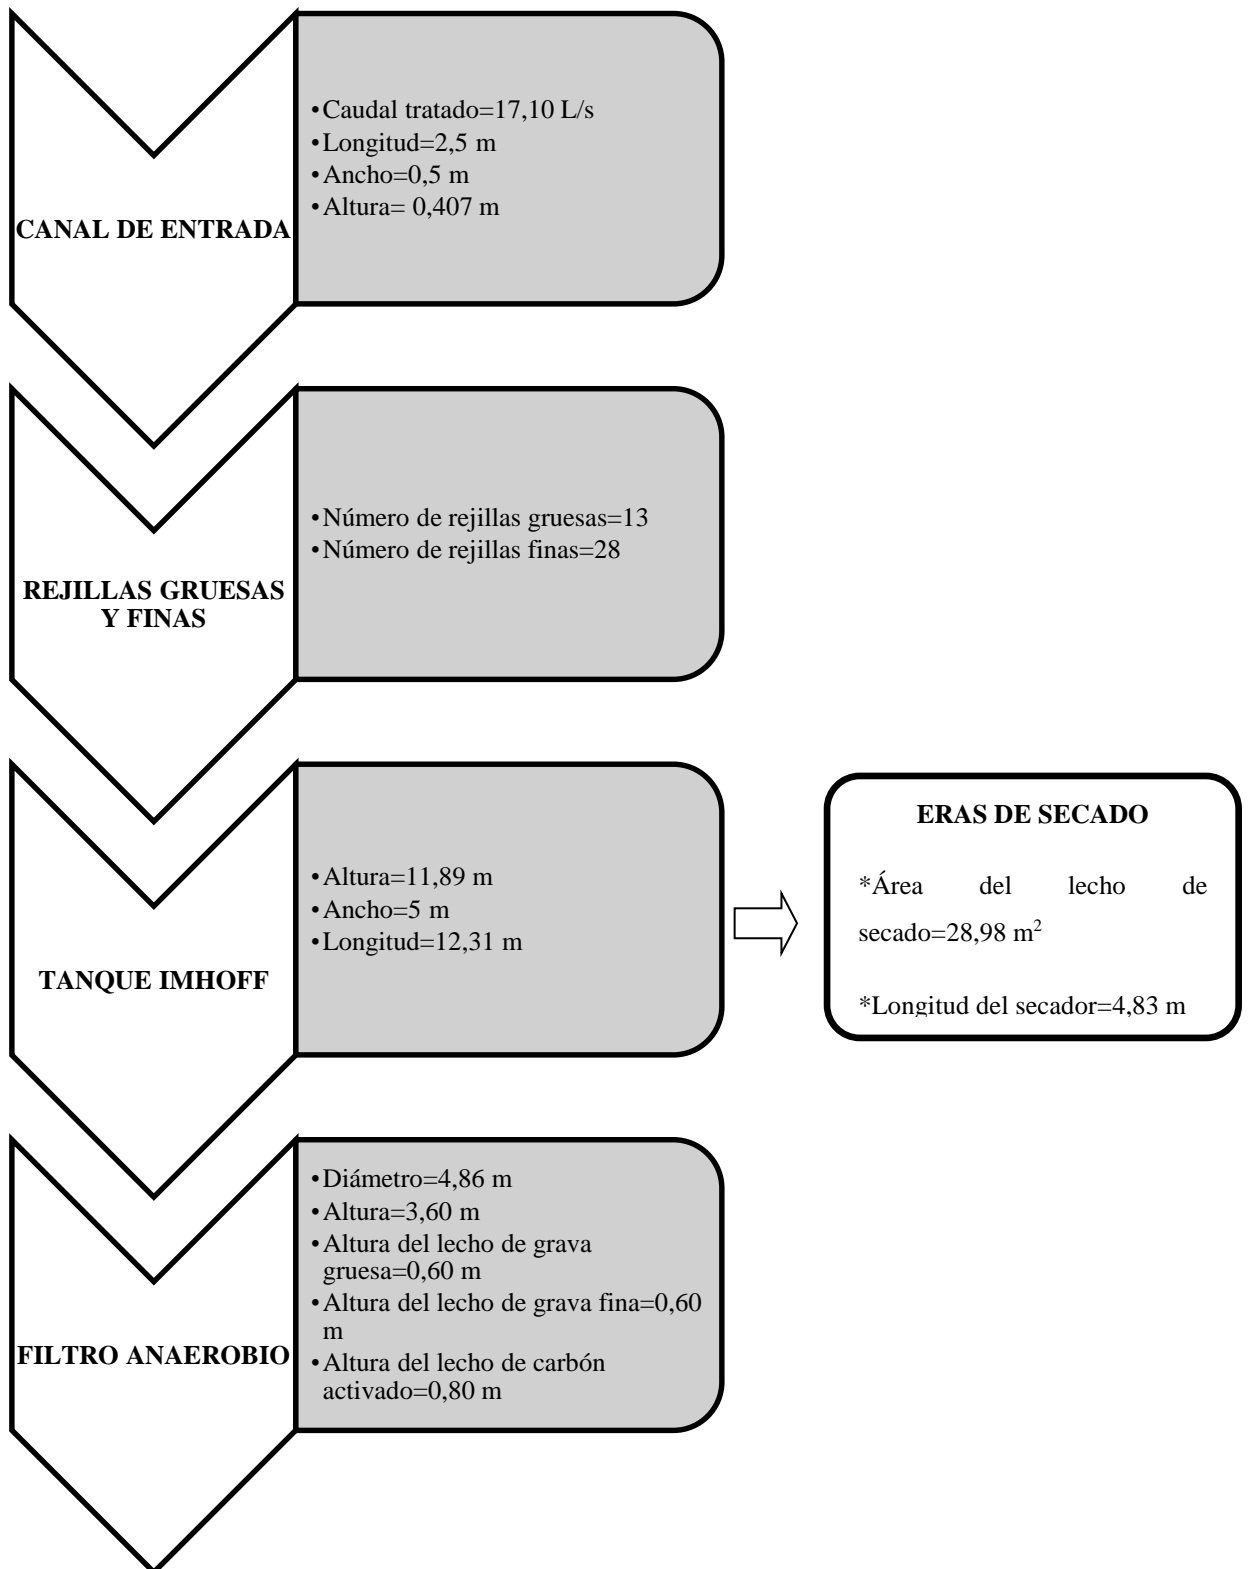 CANAL DE ENTRADA
•Caudal tratado=17,10 L/s
•Longitud=2,5 m
•Ancho=0,5 m
•Altura= 0,407 m
REJILLAS GRUESAS
Y FINAS
•Número de rejillas gruesas=13
•Número de rejillas finas=28
TANQUE IMHOFF
•Altura=11,89 m
•Ancho=5 m
•Longitud=12,31 m
ERAS DE SECADO
*Área del lecho de
secado=28,98 m²
*Longitud del secador=4,83 m
FILTRO ANAEROBIO
•Diámetro=4,86 m
•Altura=3,60 m
•Altura del lecho de grava
gruesa=0,60 m
•Altura del lecho de grava fina=0,60
m
•Altura del lecho de carbón
activado=0,80 m